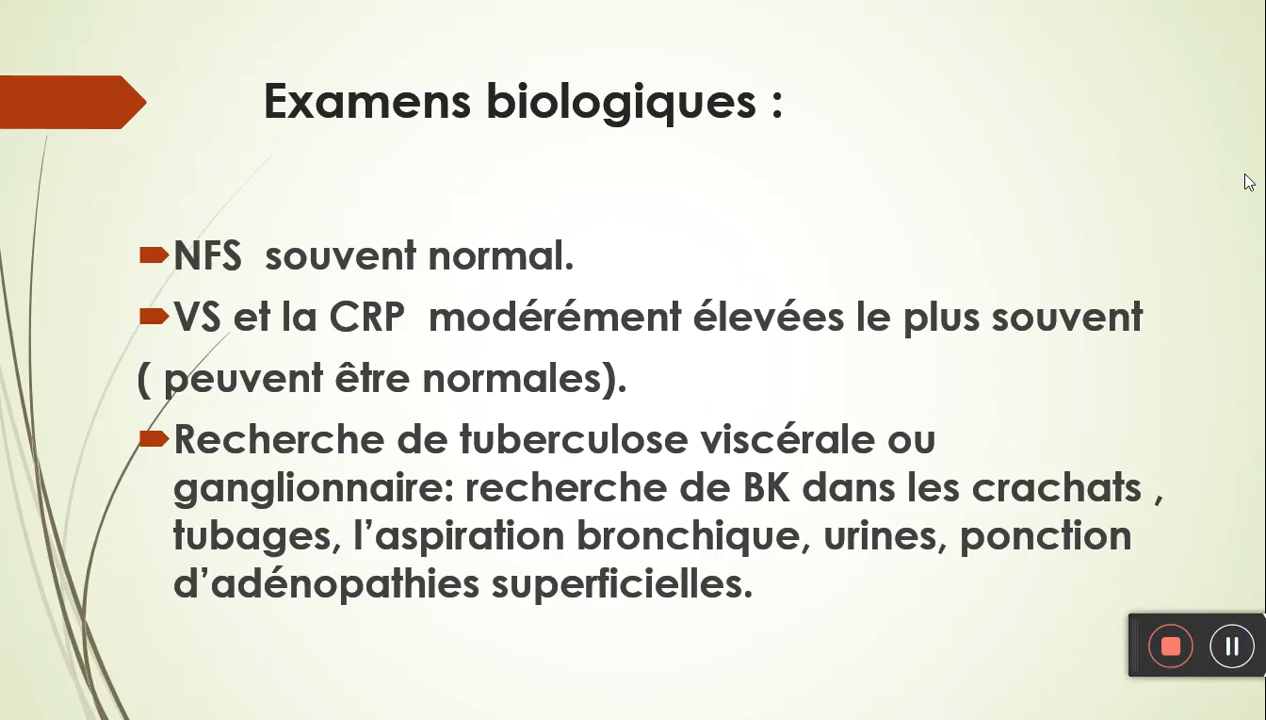 Examens biologiques :
NFS  souvent normal.
VS et la CRP  modérément élevées le plus souvent
( peuvent être normales).
Recherche de tuberculose viscérale ou
ganglionnaire: recherche de BK dans les crachats ,
tubages, l’aspiration bronchique, urines, ponction
d’adénopathies superficielles.